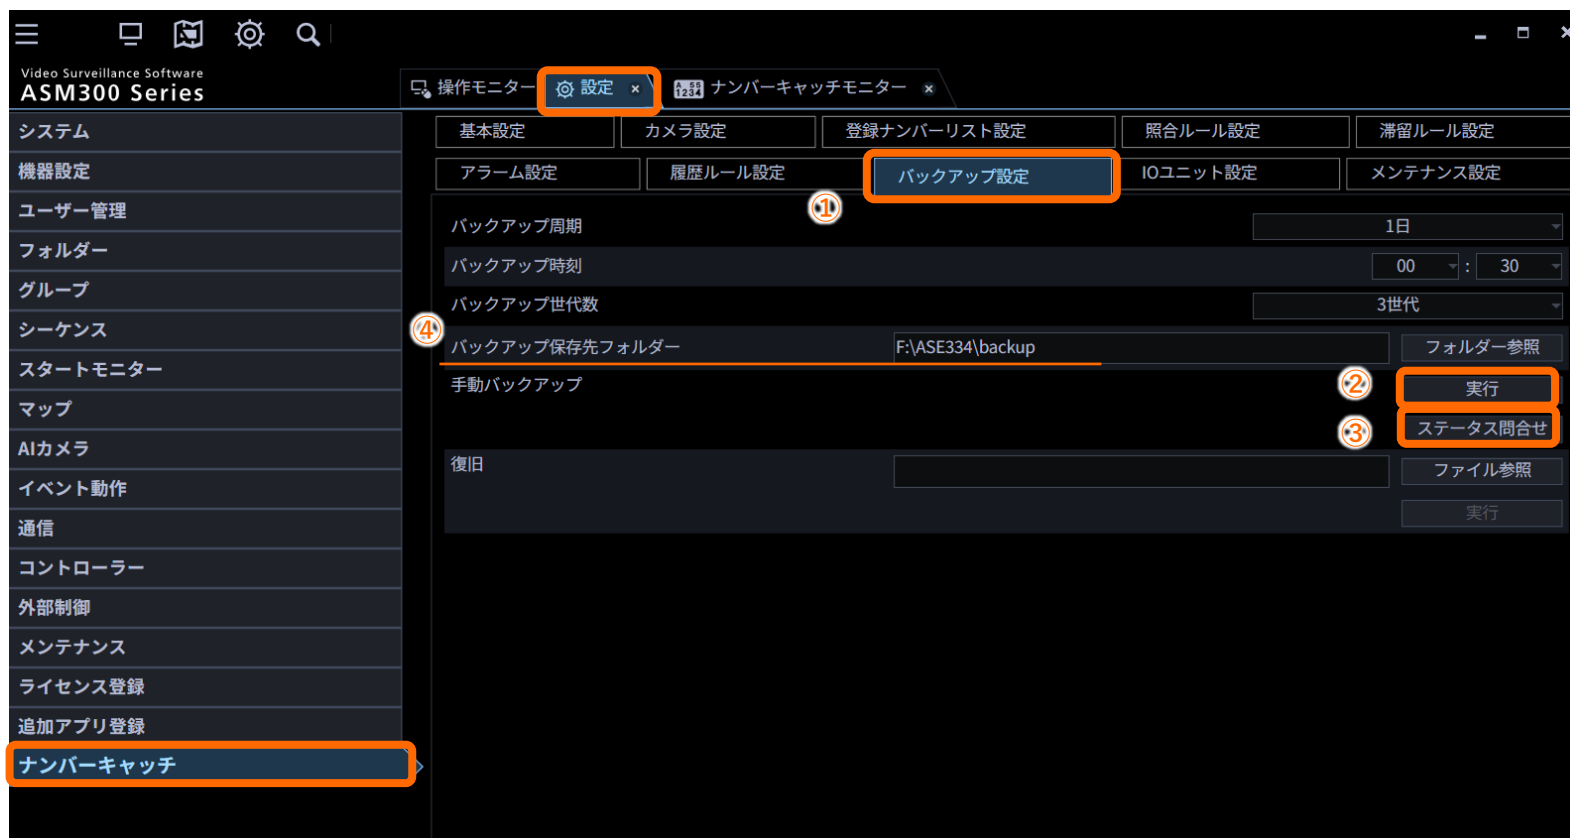 Video Surveillance Software
ASM300 Series
操作モニター
設定
ナンバーキャッチモニター
システム
機器設定
ユーザー管理
フォルダー
グループ
シーケンス
スタートモニター
マップ
AIカメラ
イベント動作
通信
コントローラー
外部制御
メンテナンス
ライセンス登録
追加アプリ登録
ナンバーキャッチ
基本設定
カメラ設定
登録ナンバーリスト設定
照合ルール設定
滞留ルール設定
アラーム設定
履歴ルール設定
バックアップ設定
IOユニット設定
メンテナンス設定
①
バックアップ周期 1日
バックアップ時刻 00 : 30
バックアップ世代数 3世代
④
バックアップ保存先フォルダー F:\ASE334\backup フォルダー参照
手動バックアップ ② 実行
③ ステータス問合せ
復旧 ファイル参照
実行